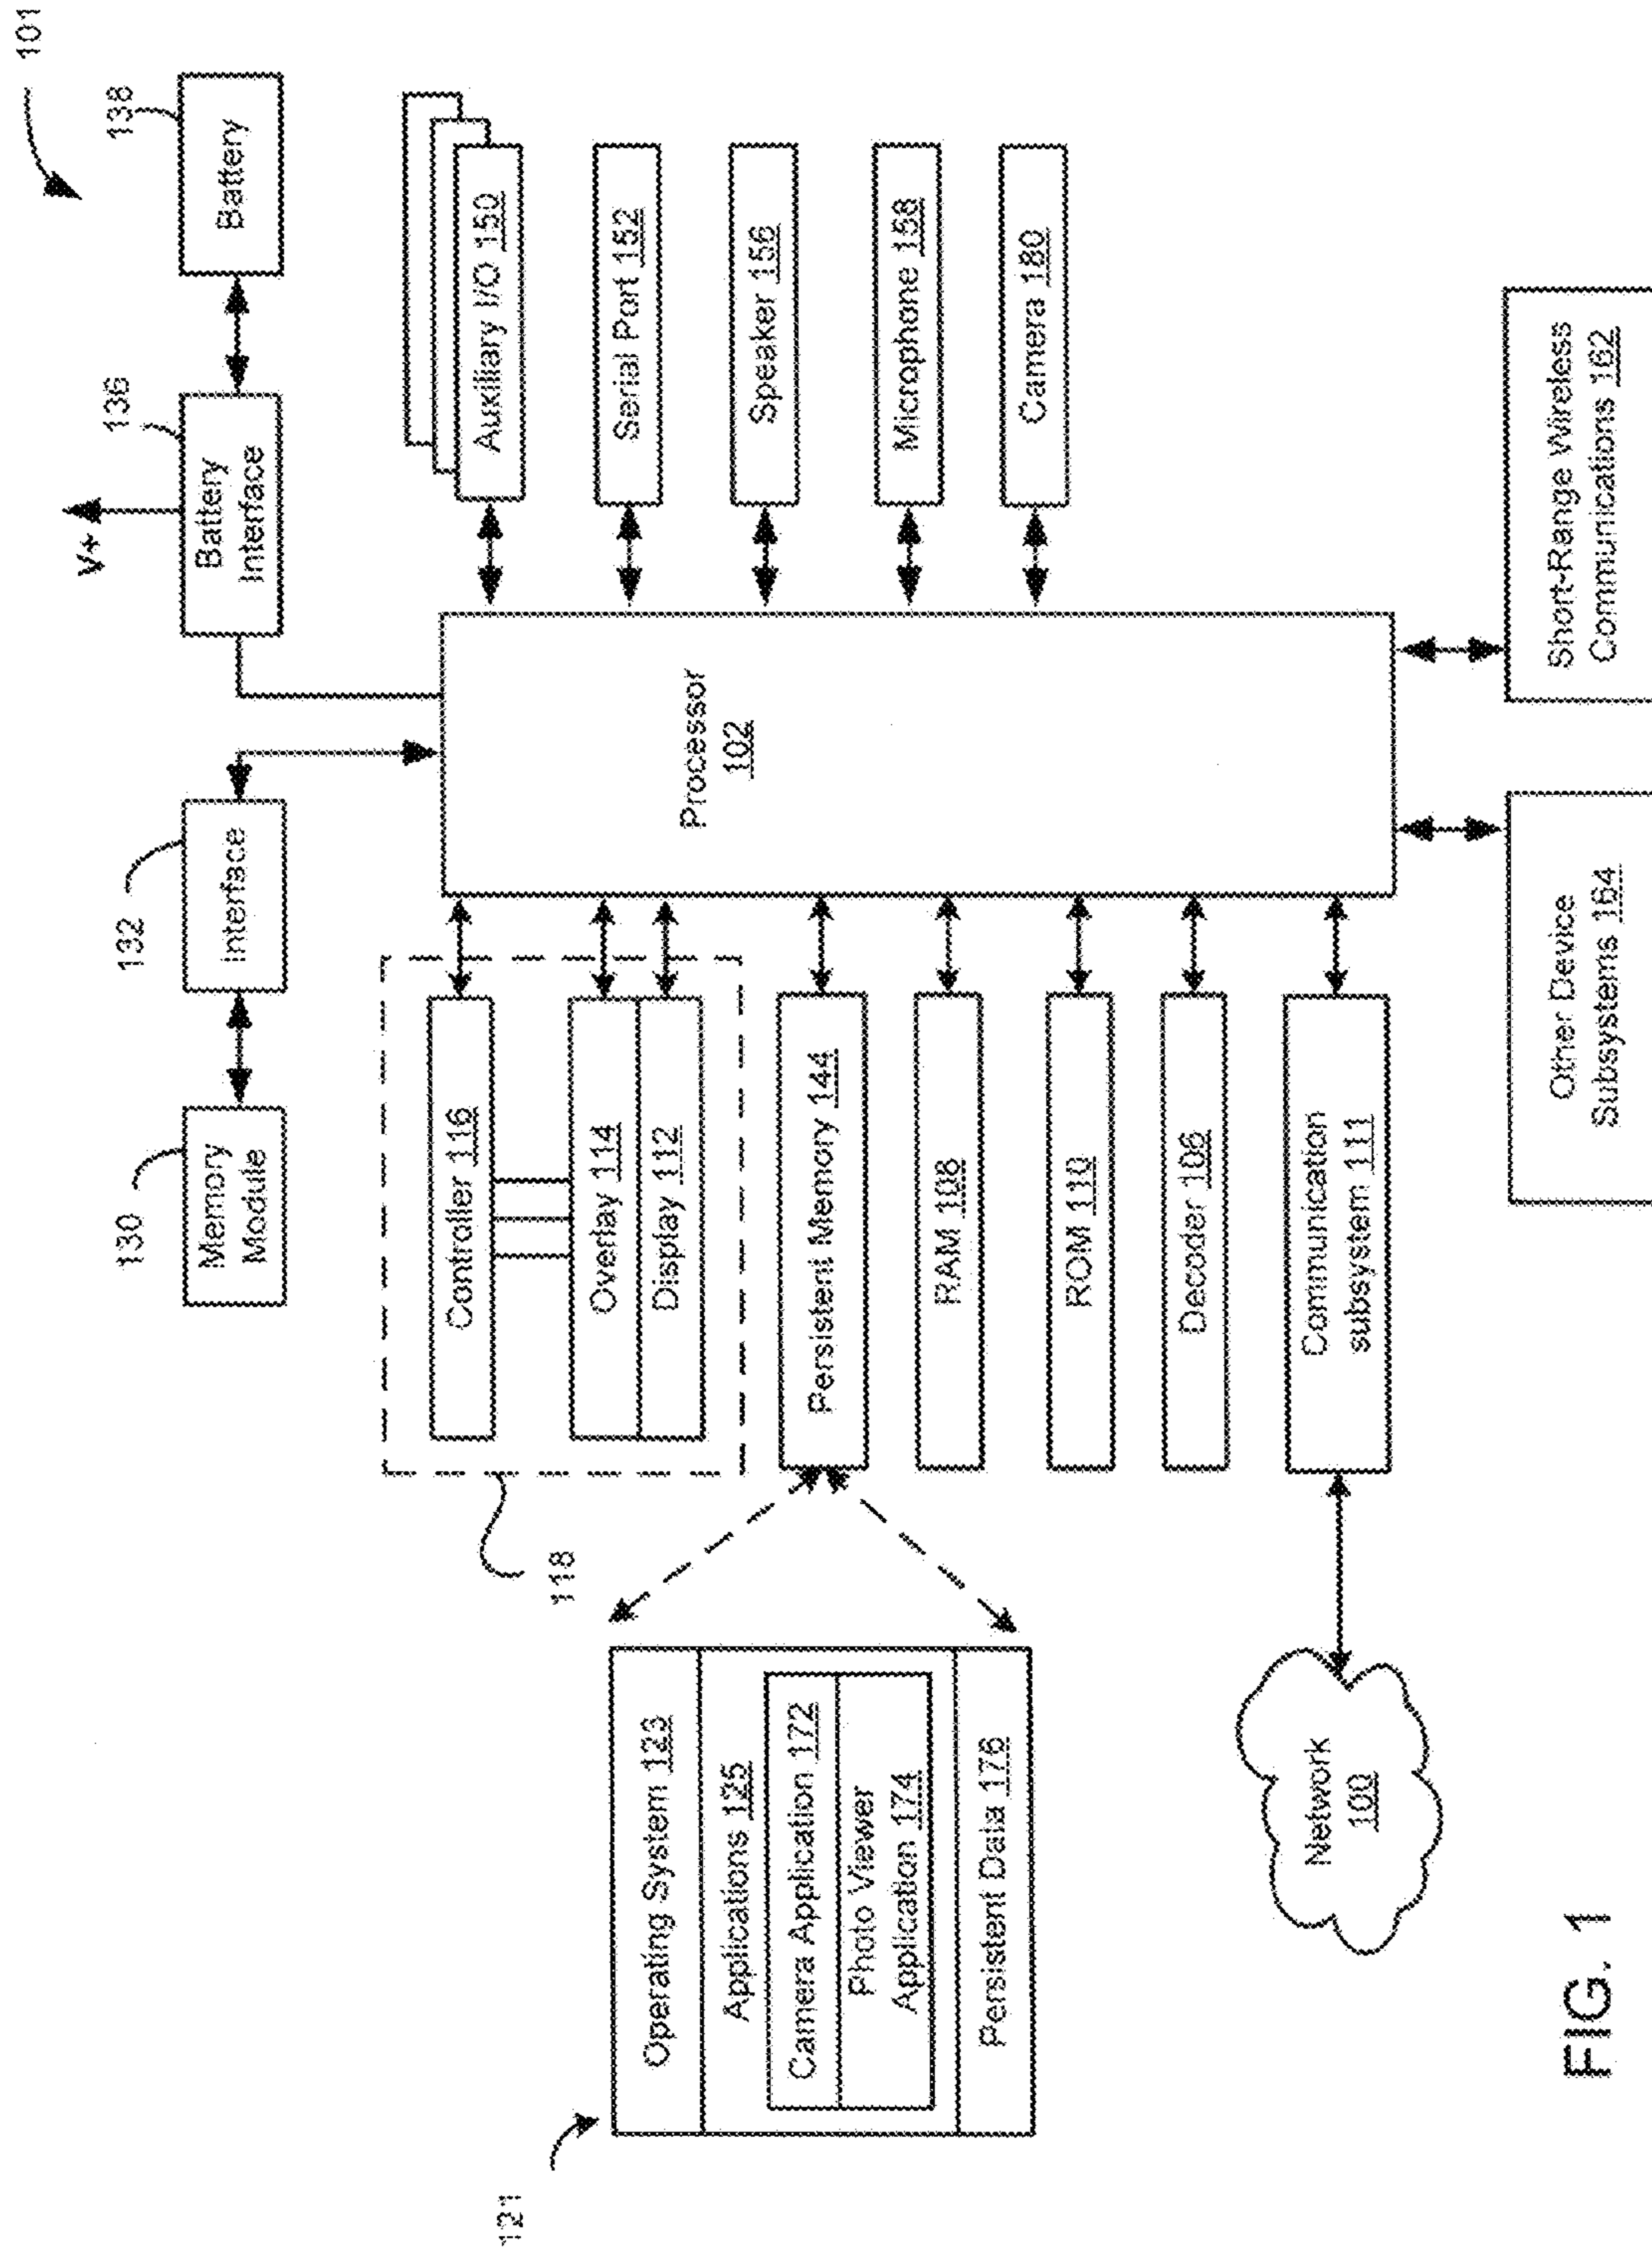 101
130
Memory
Module
132
Interface
V+
136
Battery
Interface
138
Battery
118
Controller 116
Overlay 114
Display 112
Processor
102
Auxiliary I/O 150
Serial Port 152
Speaker 156
Microphone 158
Camera 180
121
Operating System 123
Applications 125
Camera Application 172
Photo Viewer
Application 174
Persistent Data 176
Persistent Memory 144
RAM 108
ROM 110
Decoder 106
Communication
subsystem 111
Network
100
Other Device
Subsystems 164
Short-Range Wireless
Communications 162
FIG. 1